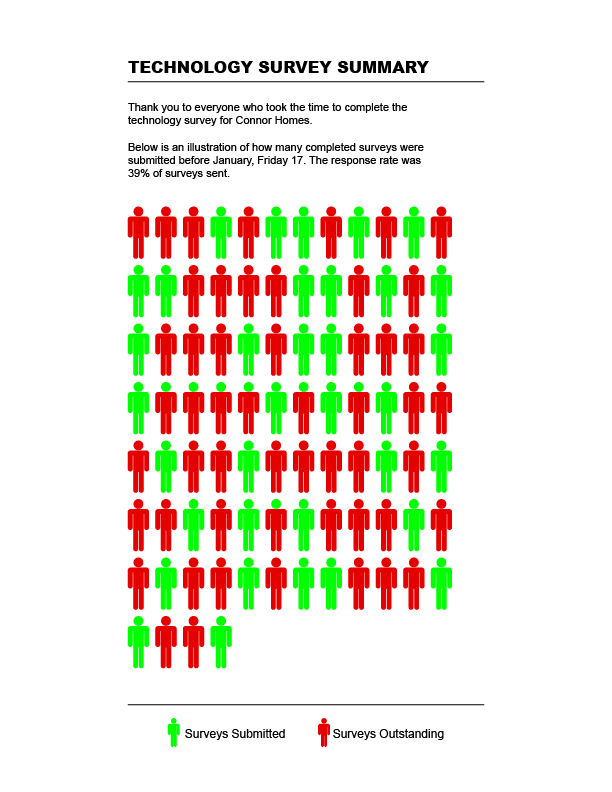 TECHNOLOGY SURVEY SUMMARY
Thank you to everyone who took the time to complete the
technology survey for Connor Homes.
Below is an illustration of how many completed surveys were
submitted before January, Friday 17. The response rate was
39% of surveys sent.
Surveys Submitted
Surveys Outstanding